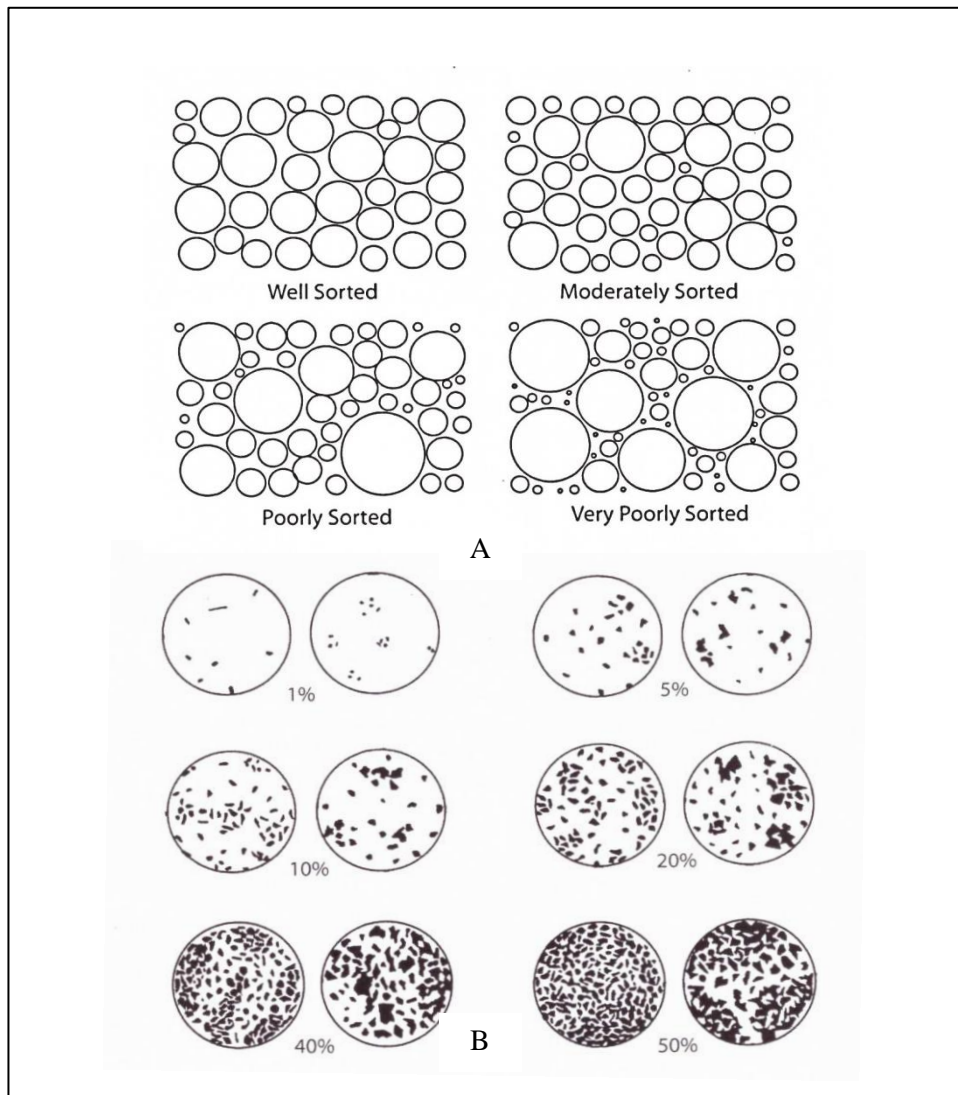 Well Sorted
Moderately Sorted
Poorly Sorted
Very Poorly Sorted
A
1%
5%
10%
20%
40%
50%
B